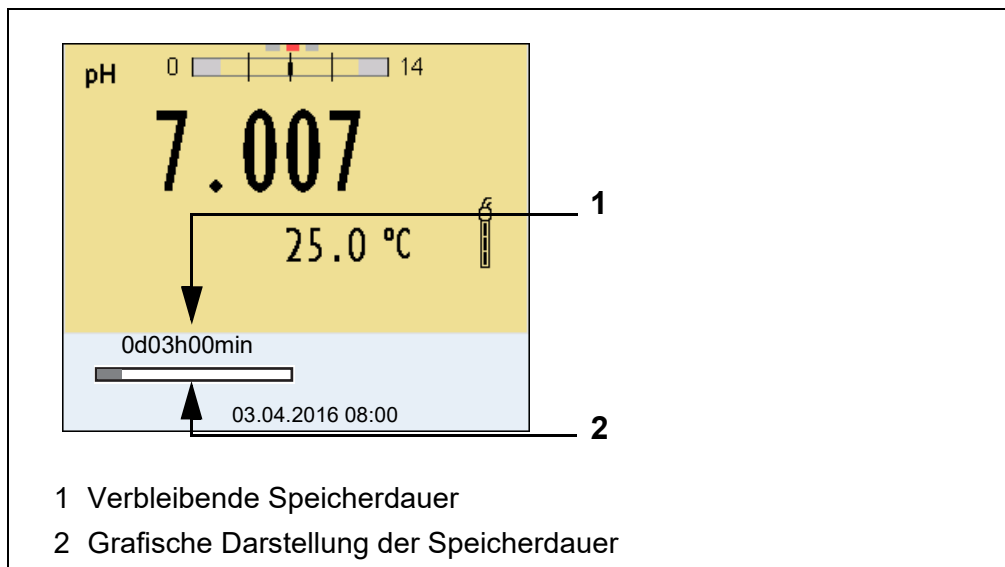 pH 0 14
7.007
1
25.0 °C
0d03h00min
03.04.2016 08:00
2
1 Verbleibende Speicherdauer
2 Grafische Darstellung der Speicherdauer